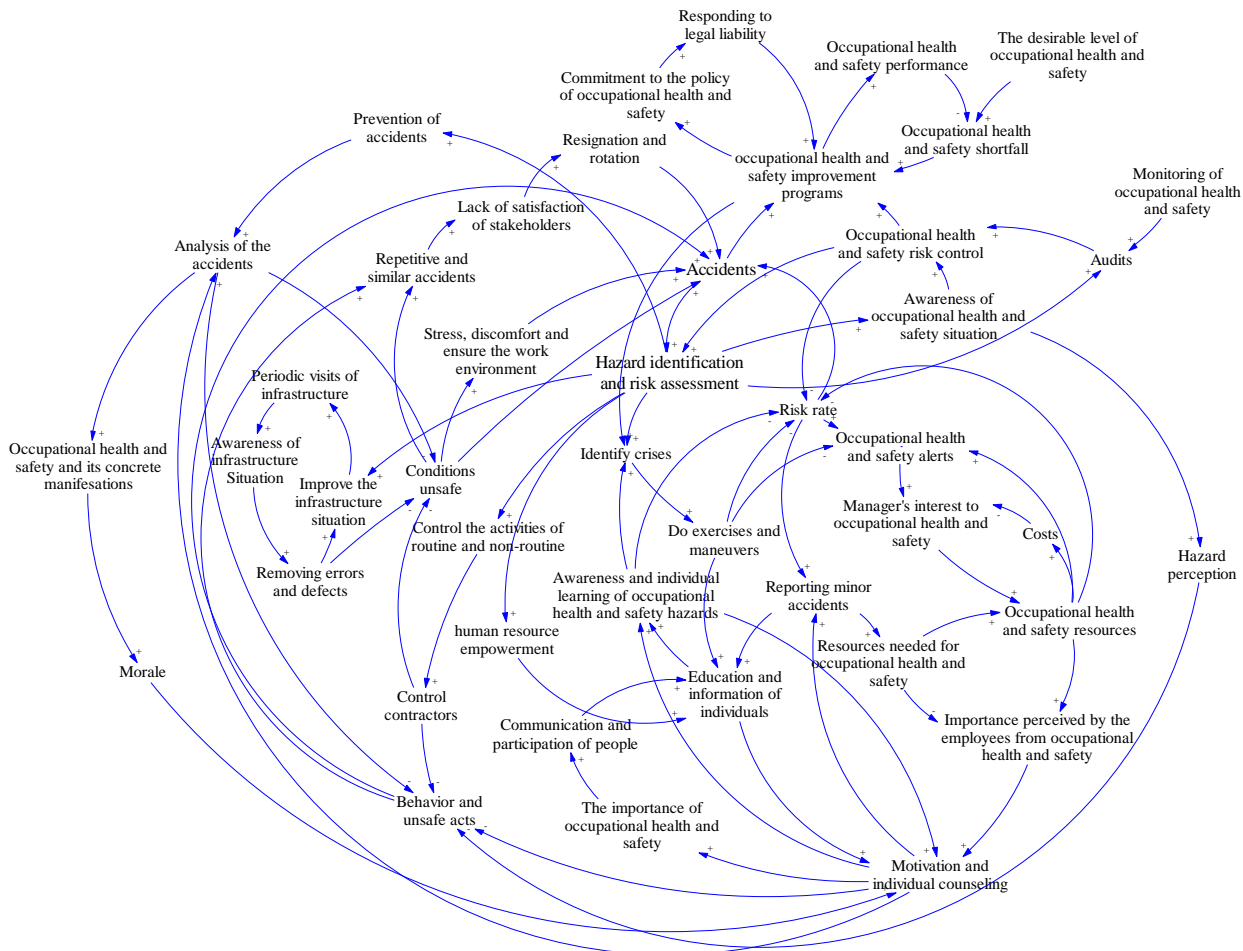 Responding to
legal liability
Occupational health
and safety performance
The desirable level of
occupational health and
safety
Commitment to the policy
of occupational health and
safety
Prevention of
accidents
Resignation and
rotation
occupational health and
safety improvement
programs
Occupational health
and safety shortfall
Monitoring of
occupational health
and safety
Lack of satisfaction
of stakeholders
Analysis of the
accidents
Repetitive and
similar accidents
Accidents
Occupational health
and safety risk control
Audits
Awareness of
occupational health and
safety situation
Stress, discomfort and
ensure the work
environment
Hazard identification
and risk assessment
Periodic visits of
infrastructure
Risk rate
Occupational health and
safety and its concrete
manifesations
Awareness of
infrastructure
Situation
Improve the
infrastructure
situation
Conditions
unsafe
Identify crises
Occupational health
and safety alerts
Control the activities of
routine and non-routine
Do exercises and
maneuvers
Manager's interest to
occupational health and
safety
Costs
Hazard
perception
Removing errors
and defects
Awareness and individual
learning of occupational
health and safety hazards
Reporting minor
accidents
Occupational health
and safety resources
human resource
empowerment
Resources needed for
occupational health and
safety
Morale
Control
contractors
Education and
information of
individuals
Communication and
participation of people
Importance perceived by the
employees from occupational
health and safety
Behavior and
unsafe acts
The importance of
occupational health and
safety
Motivation and
individual counseling